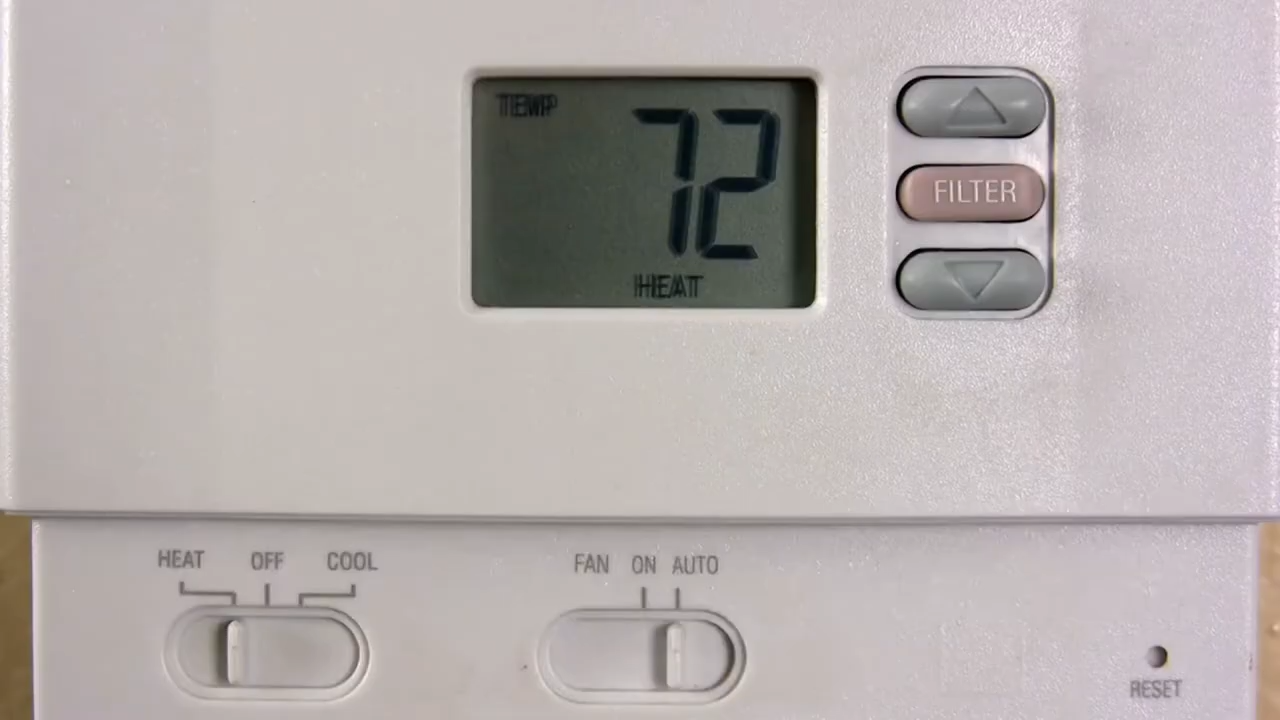 TEMP
72
HEAT
FILTER
HEAT OFF COOL
FAN ON AUTO
RESET